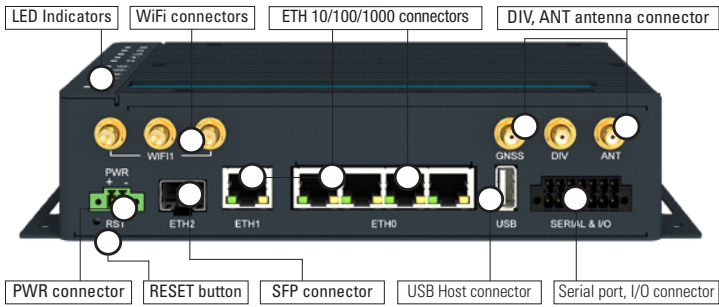 LED Indicators
WiFi connectors
ETH 10/100/1000 connectors
DIV, ANT antenna connector
WIFI1
GNSS
DIV
ANT
PWR
+ -
RST
ETH2
ETH1
ETH0
USB
SERIAL & I/O
PWR connector
RESET button
SFP connector
USB Host connector
Serial port, I/O connector